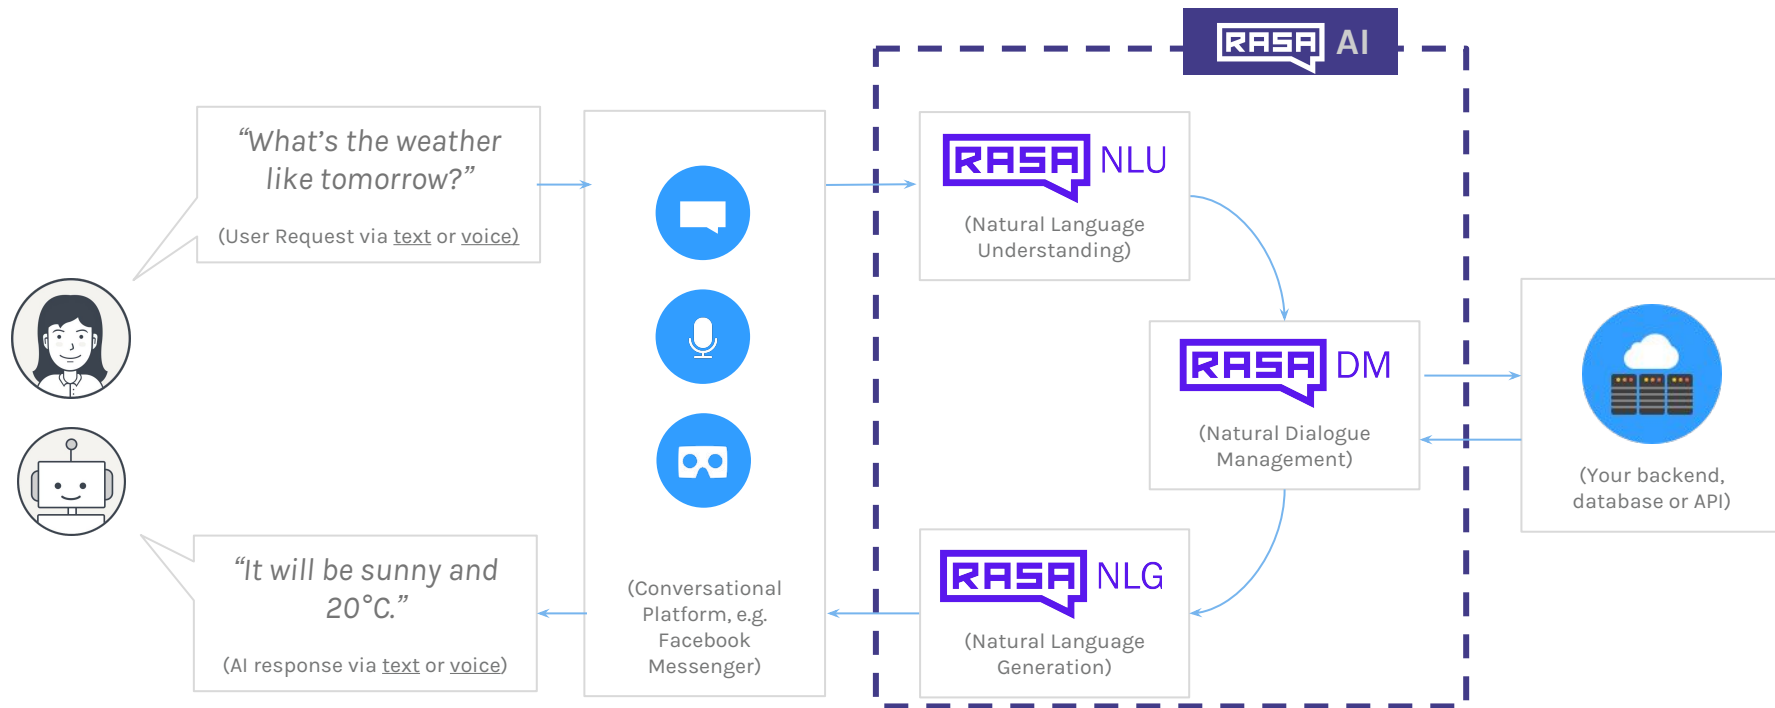 RASA AI
“What’s the weather
like tomorrow?”
(User Request via text or voice)
RASA NLU
(Natural Language
Understanding)
RASA DM
(Natural Dialogue
Management)
(Your backend,
database or API)
“It will be sunny and
20°C.”
(AI response via text or voice)
(Conversational
Platform, e.g.
Facebook
Messenger)
RASA NLG
(Natural Language
Generation)